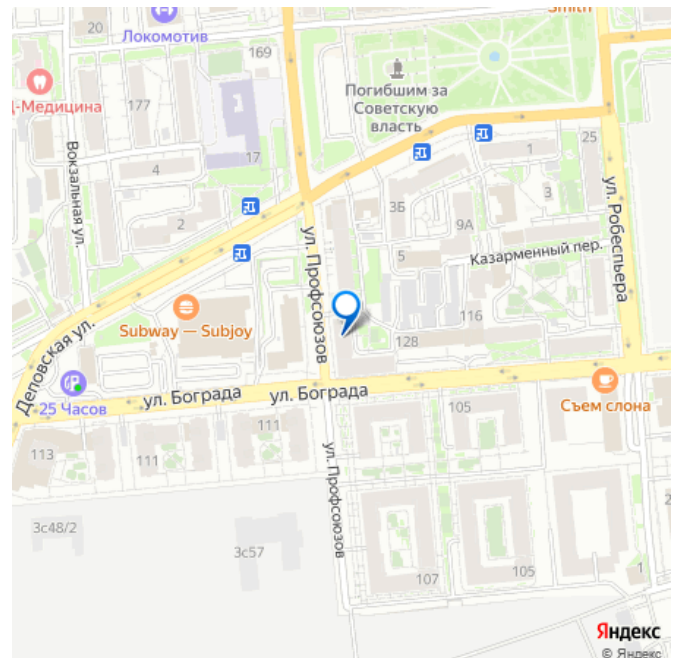 Smith
20
Локомотив
169
Погибшим за
Советскую
власть
Д-Медицина
177
17
25
1
4
Вокзальная ул.
3
3Б
9А
2
ул. Робеспьера
5
Казарменный пер.
ул. Профсоюзов
116
Subway — Subjoy
128
Деповская ул.
25 Часов
ул. Бограда
ул. Бограда
Съем слона
105
111
111
113
ул. Профсоюзов
3с48/2
3с57
107
105
1
Яндекс
© Яндекс